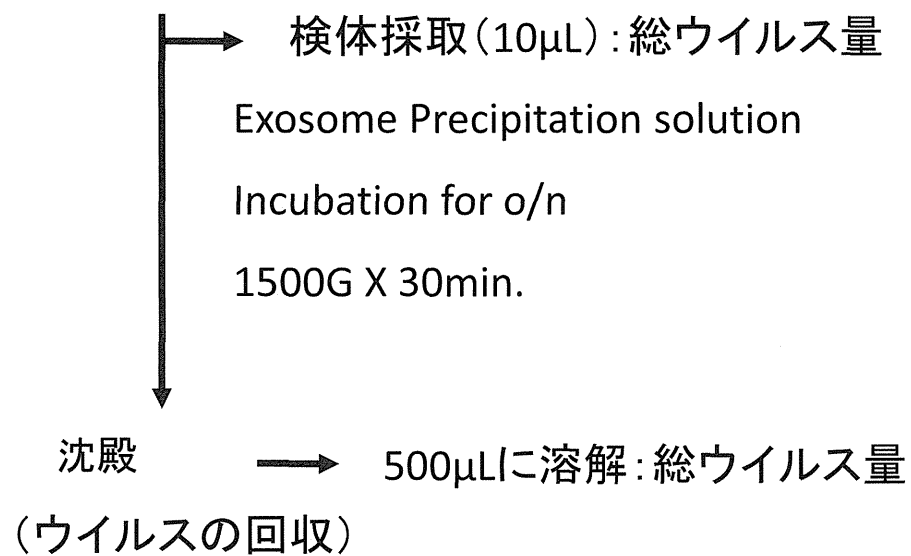 検体採取(10μL):総ウイルス量
Exosome Precipitation solution
Incubation for o/n
1500G X 30min.
沈殿
500μLに溶解:総ウイルス量
(ウイルスの回収)